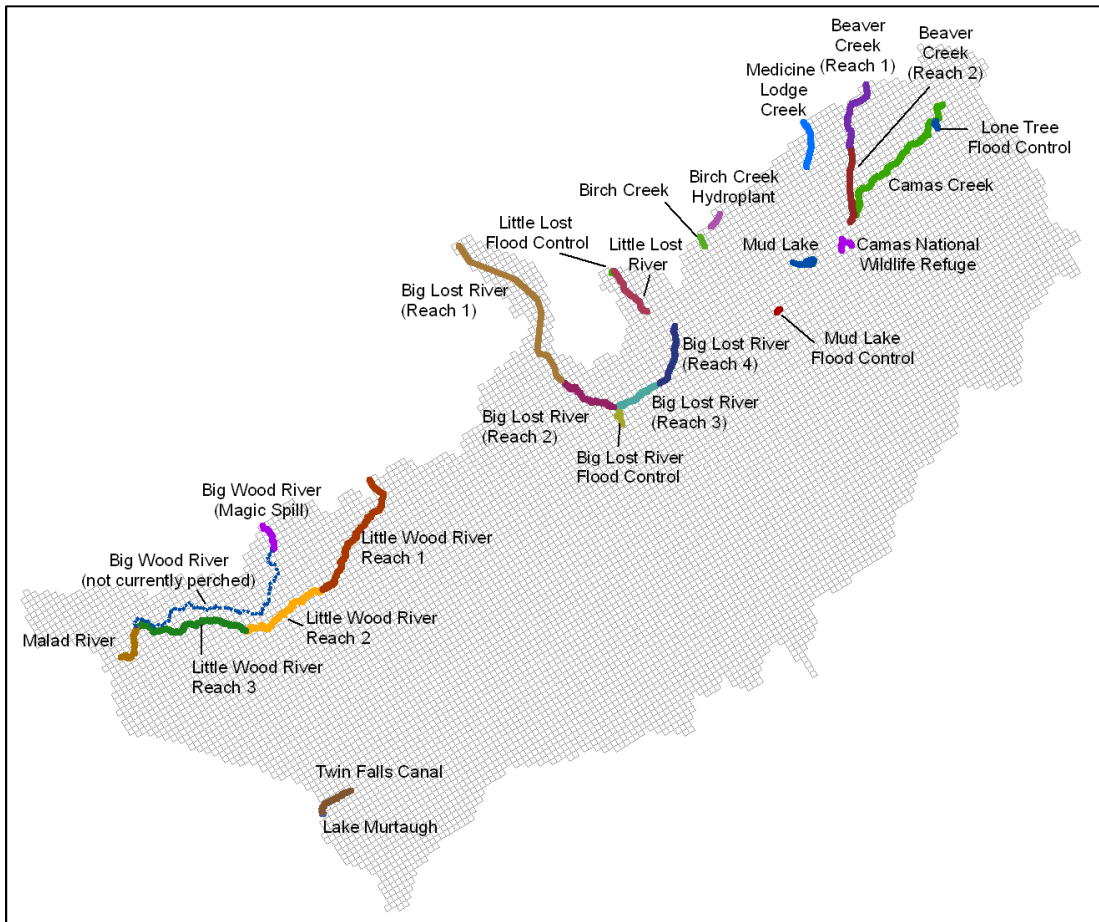 Beaver
Creek
(Reach 1)
Beaver
Creek
(Reach 2)
Medicine
Lodge
Creek
Lone Tree
Flood Control
Camas Creek
Birch Creek
Hydroplant
Birch Creek
Little Lost
Flood Control
Little Lost
River
Mud Lake
Camas National
Wildlife Refuge
Big Lost River
(Reach 1)
Mud Lake
Flood Control
Big Lost River
(Reach 4)
Big Lost River
(Reach 3)
Big Lost River
(Reach 2)
Big Lost River
Flood Control
Big Wood River
(Magic Spill)
Little Wood River
Reach 1
Big Wood River
(not currently perched)
Little Wood River
Reach 2
Malad River
Little Wood River
Reach 3
Twin Falls Canal
Lake Murtaugh